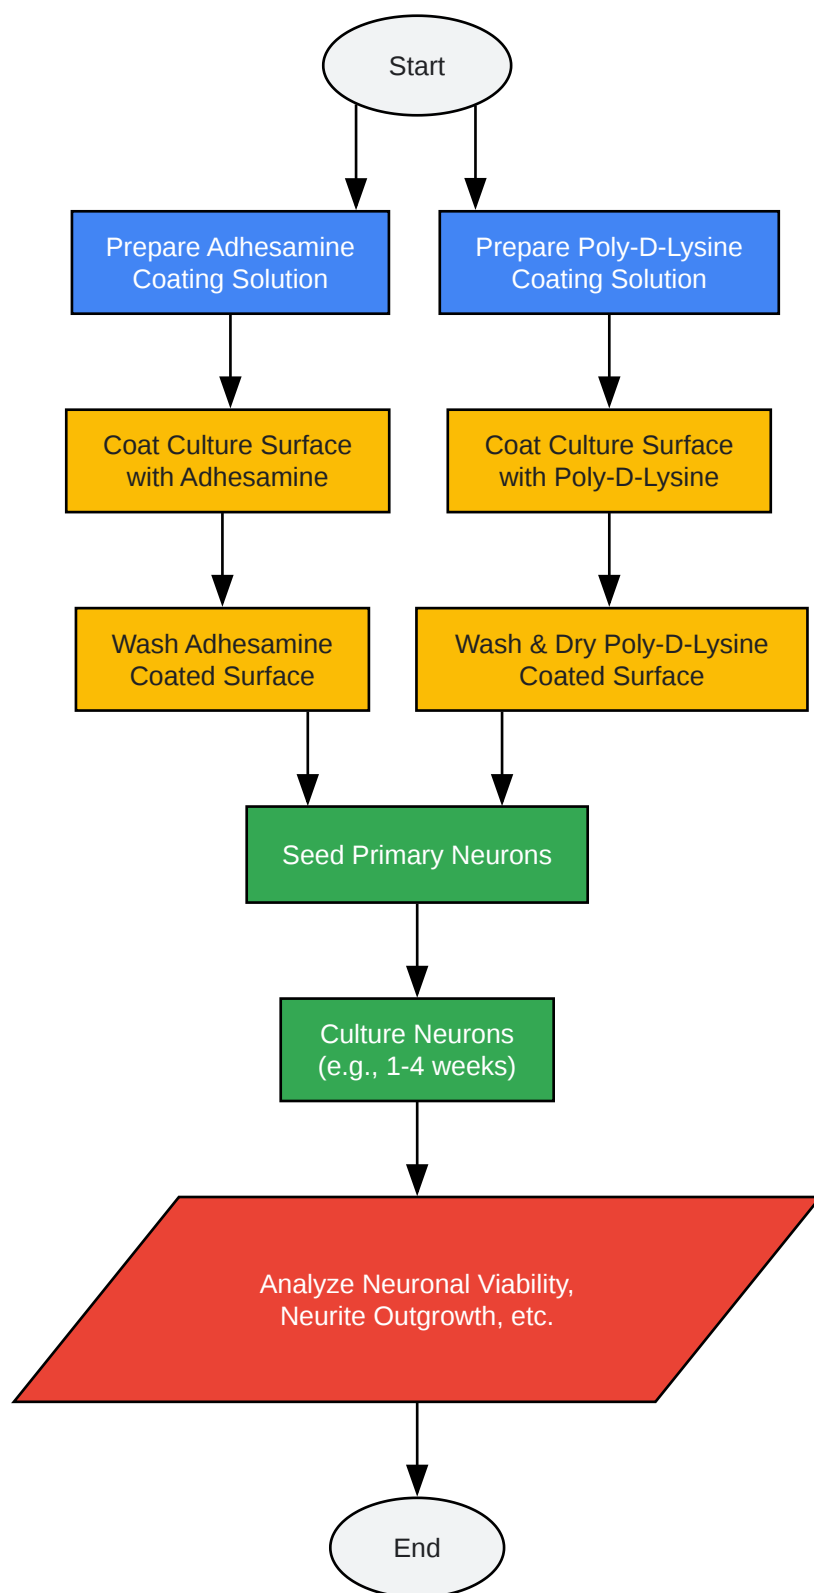 Start
Prepare Adhesamine
Coating Solution
Prepare Poly-D-Lysine
Coating Solution
Coat Culture Surface
with Adhesamine
Coat Culture Surface
with Poly-D-Lysine
Wash Adhesamine
Coated Surface
Wash & Dry Poly-D-Lysine
Coated Surface
Seed Primary Neurons
Culture Neurons
(e.g., 1-4 weeks)
Analyze Neuronal Viability,
Neurite Outgrowth, etc.
End